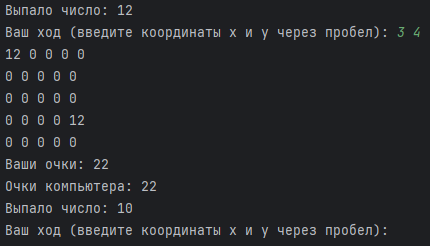 Выпало число: 12
Ваш ход (введите координаты x и y через пробел): 3 4
12 0 0 0 0
0 0 0 0 0
0 0 0 0 0
0 0 0 0 12
0 0 0 0 0
Ваши очки: 22
Очки компьютера: 22
Выпало число: 10
Ваш ход (введите координаты x и y через пробел):